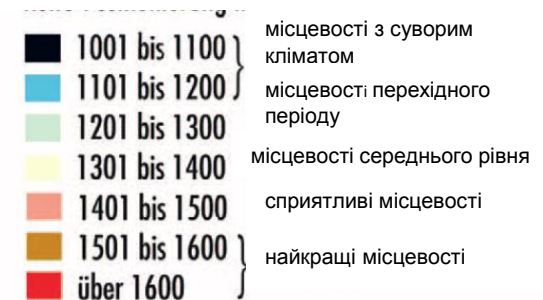 1001 bis 1100
1101 bis 1200
1201 bis 1300
1301 bis 1400
1401 bis 1500
1501 bis 1600
über 1600
місцевості з суворим
кліматом
місцевості перехідного
періоду
місцевості середнього рівня
сприятливі місцевості
найкращі місцевості